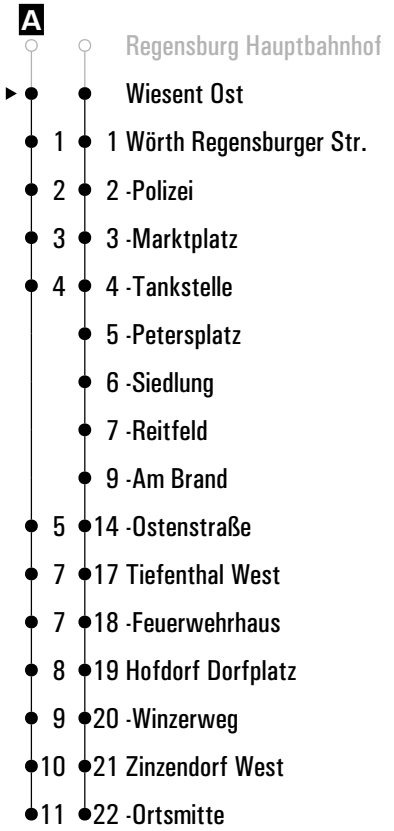 A
Regensburg Hauptbahnhof
Wiesent Ost
1 1 Wörth Regensburger Str.
2 2 -Polizei
3 3 -Marktplatz
4 4 -Tankstelle
5 -Petersplatz
6 -Siedlung
7 -Reitfeld
9 -Am Brand
5 14 -Ostenstraße
7 17 Tiefenthal West
7 18 -Feuerwehrhaus
8 19 Hofdorf Dorfplatz
9 20 -Winzerweg
10 21 Zinzendorf West
11 22 -Ortsmitte